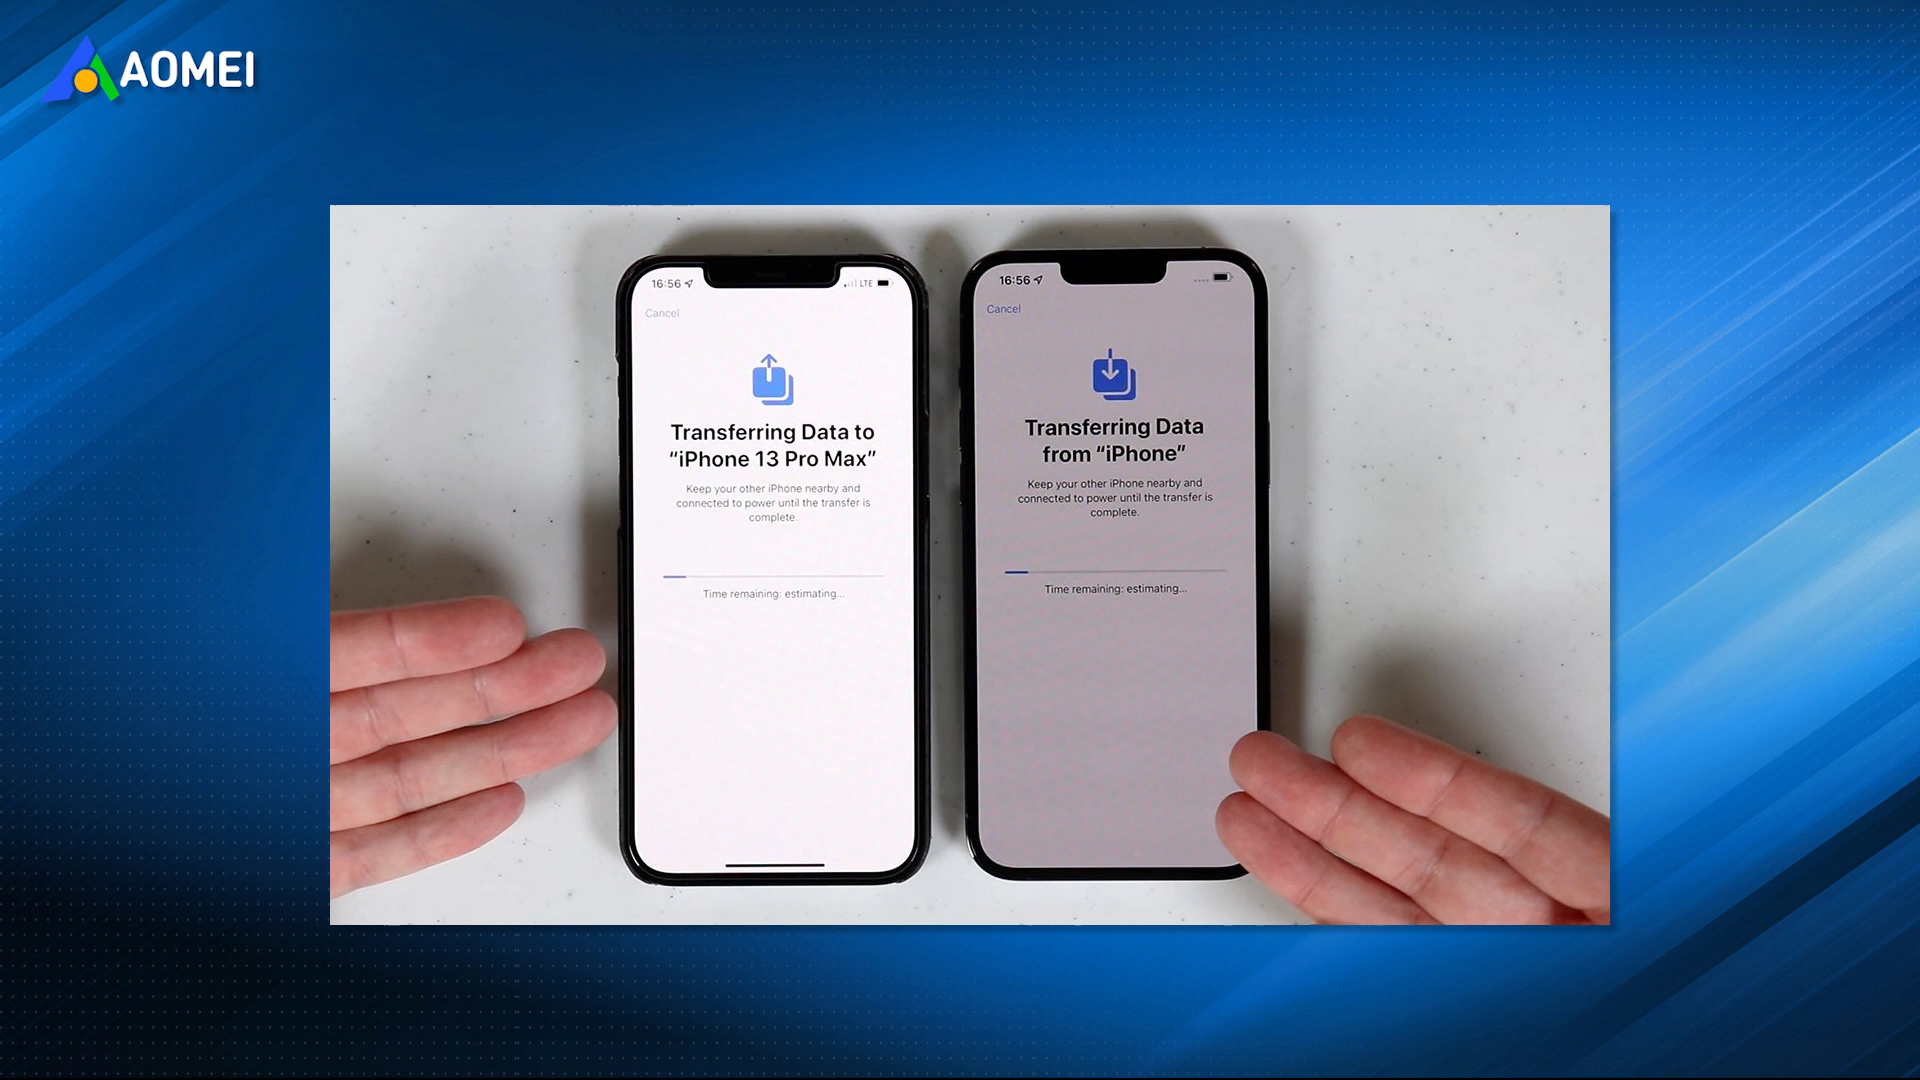 AOMEI
16:56
LTE
Cancel
Transferring Data to
“iPhone 13 Pro Max”
Keep your other iPhone nearby and
connected to power until the transfer is
complete.
Time remaining: estimating...
16:56
Cancel
Transferring Data
from “iPhone”
Keep your other iPhone nearby and
connected to power until the transfer is
complete.
Time remaining: estimating...